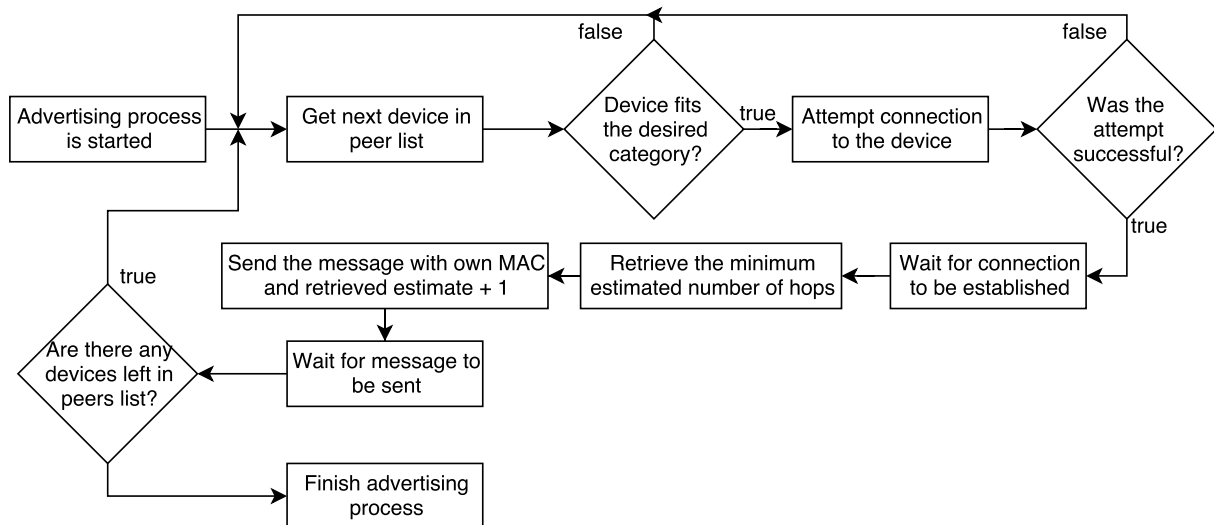 false
false
Advertising process
is started
Get next device in
peer list
Device fits
the desired
category?
true
Attempt connection
to the device
Was the
attempt
successful?
true
Send the message with own MAC
and retrieved estimate + 1
Retrieve the minimum
estimated number of hops
Wait for connection
to be established
true
Wait for message to
be sent
Are there any
devices left in
peers list?
Finish advertising
process